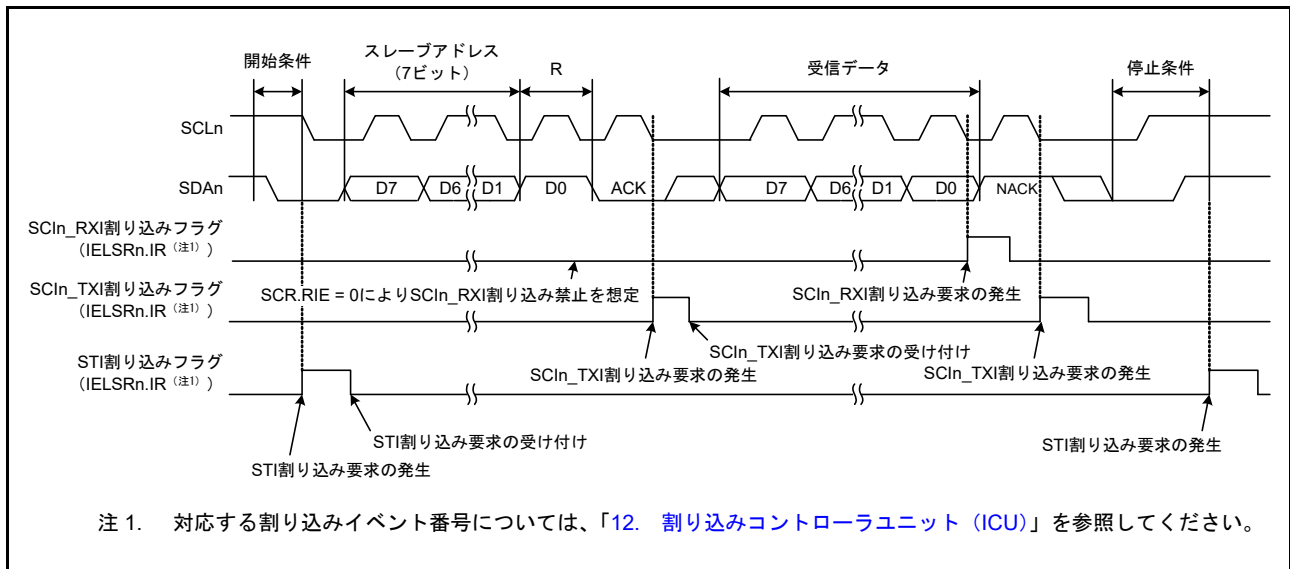 開始条件
スレーブアドレス
（7ビット）
R
受信データ
停止条件
SCLn
SDAn
D7
D6
D1
D0
ACK
D7
D6
D1
D0
NACK
SCIn_RXI割り込みフラグ
（IELSRn.IR（注1））
SCR.RIE = 0によりSCIn_RXI割り込み禁止を想定
SCIn_RXI割り込み要求の発生
SCIn_TXI割り込みフラグ
（IELSRn.IR（注1））
SCIn_TXI割り込み要求の受け付け
SCIn_TXI割り込み要求の発生
SCIn_TXI割り込み要求の発生
STI割り込みフラグ
（IELSRn.IR（注1））
STI割り込み要求の受け付け
STI割り込み要求の発生
STI割り込み要求の発生
注 1. 対応する割り込みイベント番号については、「12. 割り込みコントローラユニット（ICU）」を参照してください。